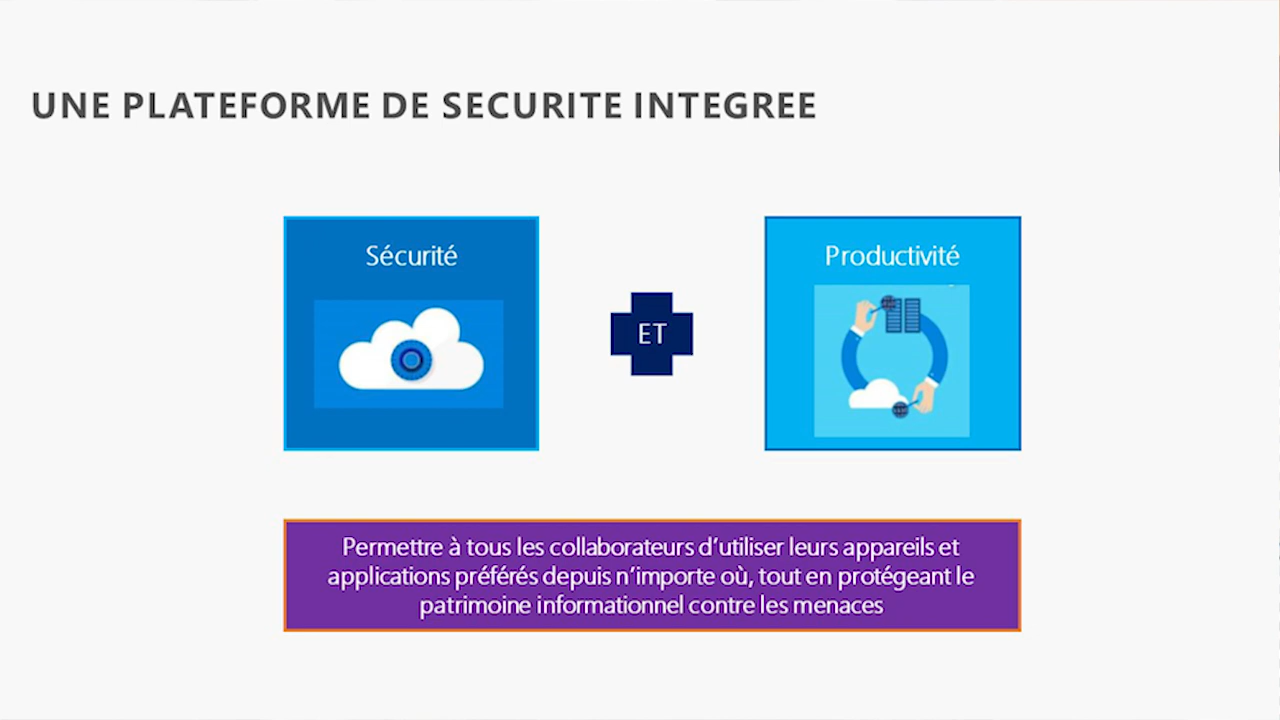 UNE PLATEFORME DE SECURITE INTEGREE
Sécurité
ET
Productivité
Permettre à tous les collaborateurs d’utiliser leurs appareils et
applications préférés depuis n’importe où, tout en protégeant le
patrimoine informationnel contre les menaces